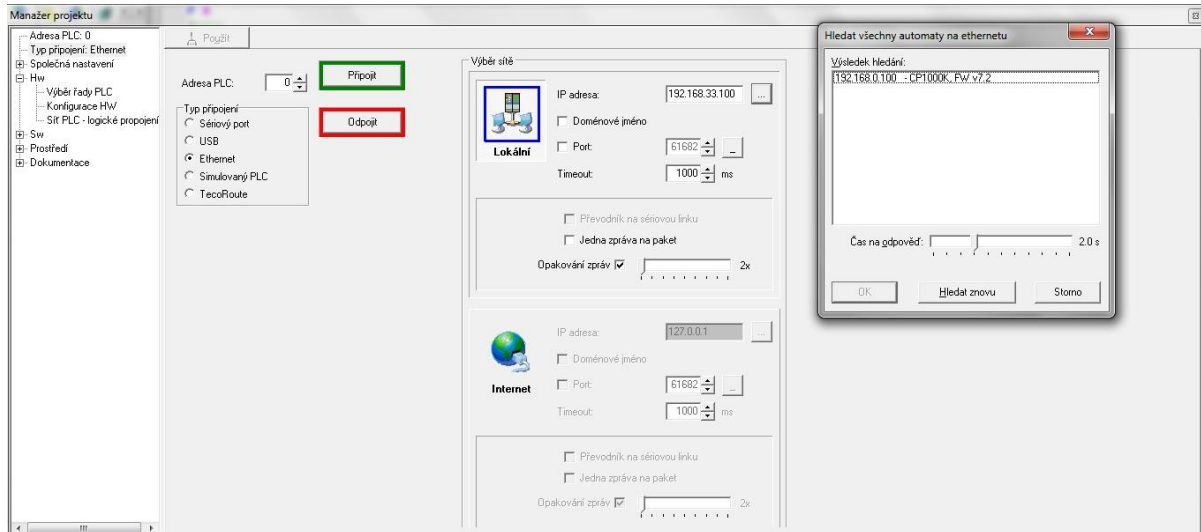 Manažer projektu
Adresa PLC: 0
Typ připojení: Ethernet
Společná nastavení
Hw
Výběr řady PLC
Konfigurace HW
Síť PLC - logické propojení
Sw
Prostředí
Dokumentace
Použít
Adresa PLC: 0
Připojit
Odpojit
Typ připojení
Sériový port
USB
Ethernet
Simulovaný PLC
TecoRoute
Výběr sítě
Lokální
IP adresa: 192.168.33.100 ...
Doménové jméno
Port: 61682 ...
Timeout: 1000 ms
Převodník na sériovou linku
Jedna zpráva na paket
Opakování zpráv 2x
Internet
IP adresa: 127.0.0.1 ...
Doménové jméno
Port: 61682 ...
Timeout: 1000 ms
Převodník na sériovou linku
Jedna zpráva na paket
Opakování zpráv 2x
Hledat všechny automaty na ethernetu
Výsledek hledání:
192.168.0.100 - CP1000K, FW v7.2
Čas na odpověď: 2.0 s
OK
Hledat znovu
Storno